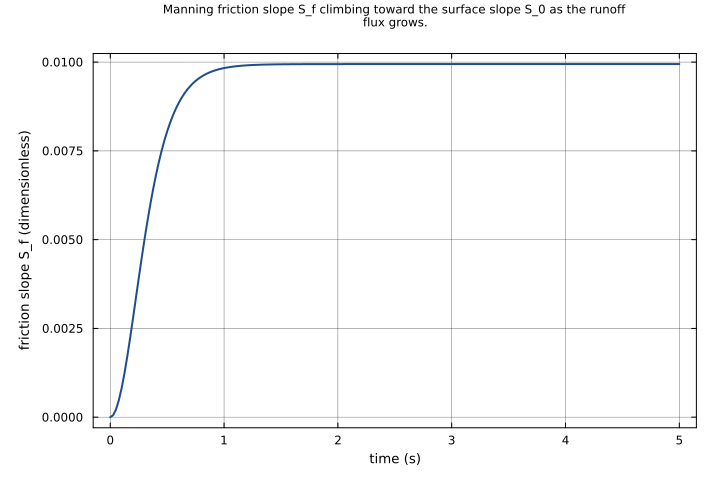 Manning friction slope S_f climbing toward the surface slope S_0 as the runoff
flux grows.
friction slope S_f (dimensionless)
0.0100
0.0075
0.0050
0.0025
0.0000
0 1 2 3 4 5
time (s)